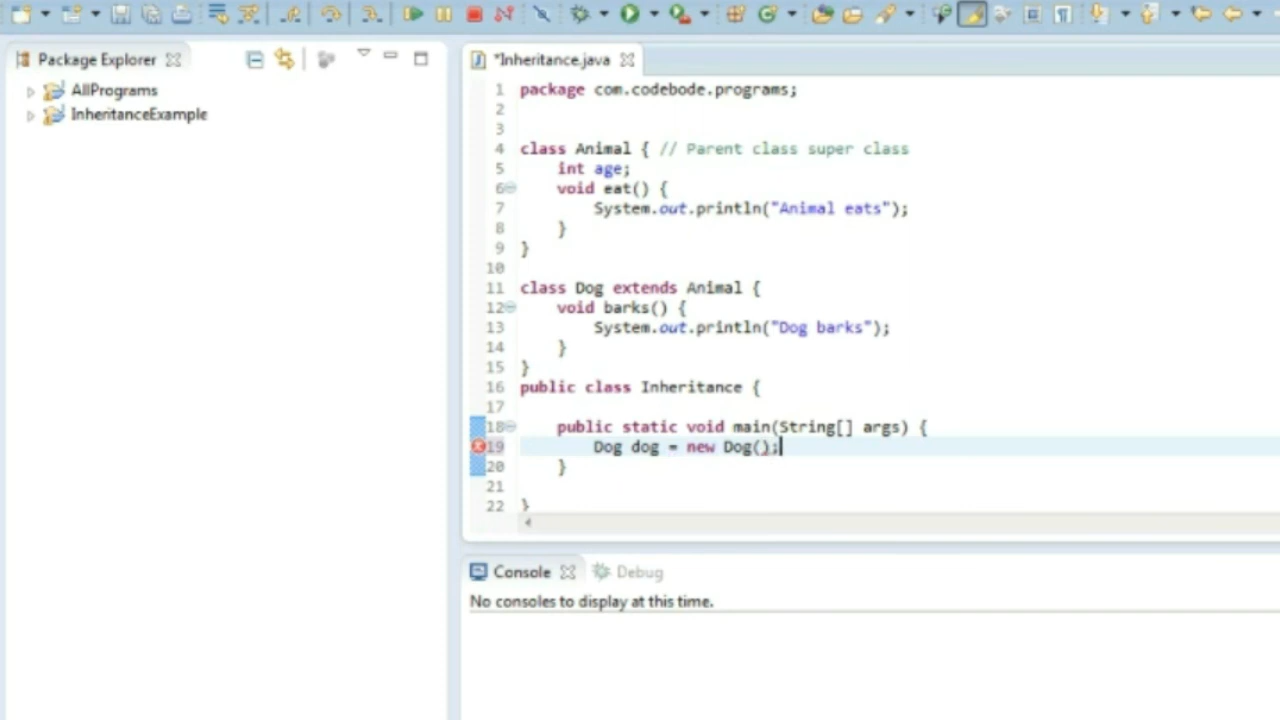 Package Explorer
AllPrograms
InheritanceExample
*Inheritance.java
1 package com.codebode.programs;
2
3
4 class Animal { // Parent class super class
5 int age;
6 void eat() {
7 System.out.println("Animal eats");
8 }
9 }
10
11 class Dog extends Animal {
12 void barks() {
13 System.out.println("Dog barks");
14 }
15 }
16 public class Inheritance {
17
18 public static void main(String[] args) {
19 Dog dog = new Dog();
20 }
21
22 }
Console Debug
No consoles to display at this time.